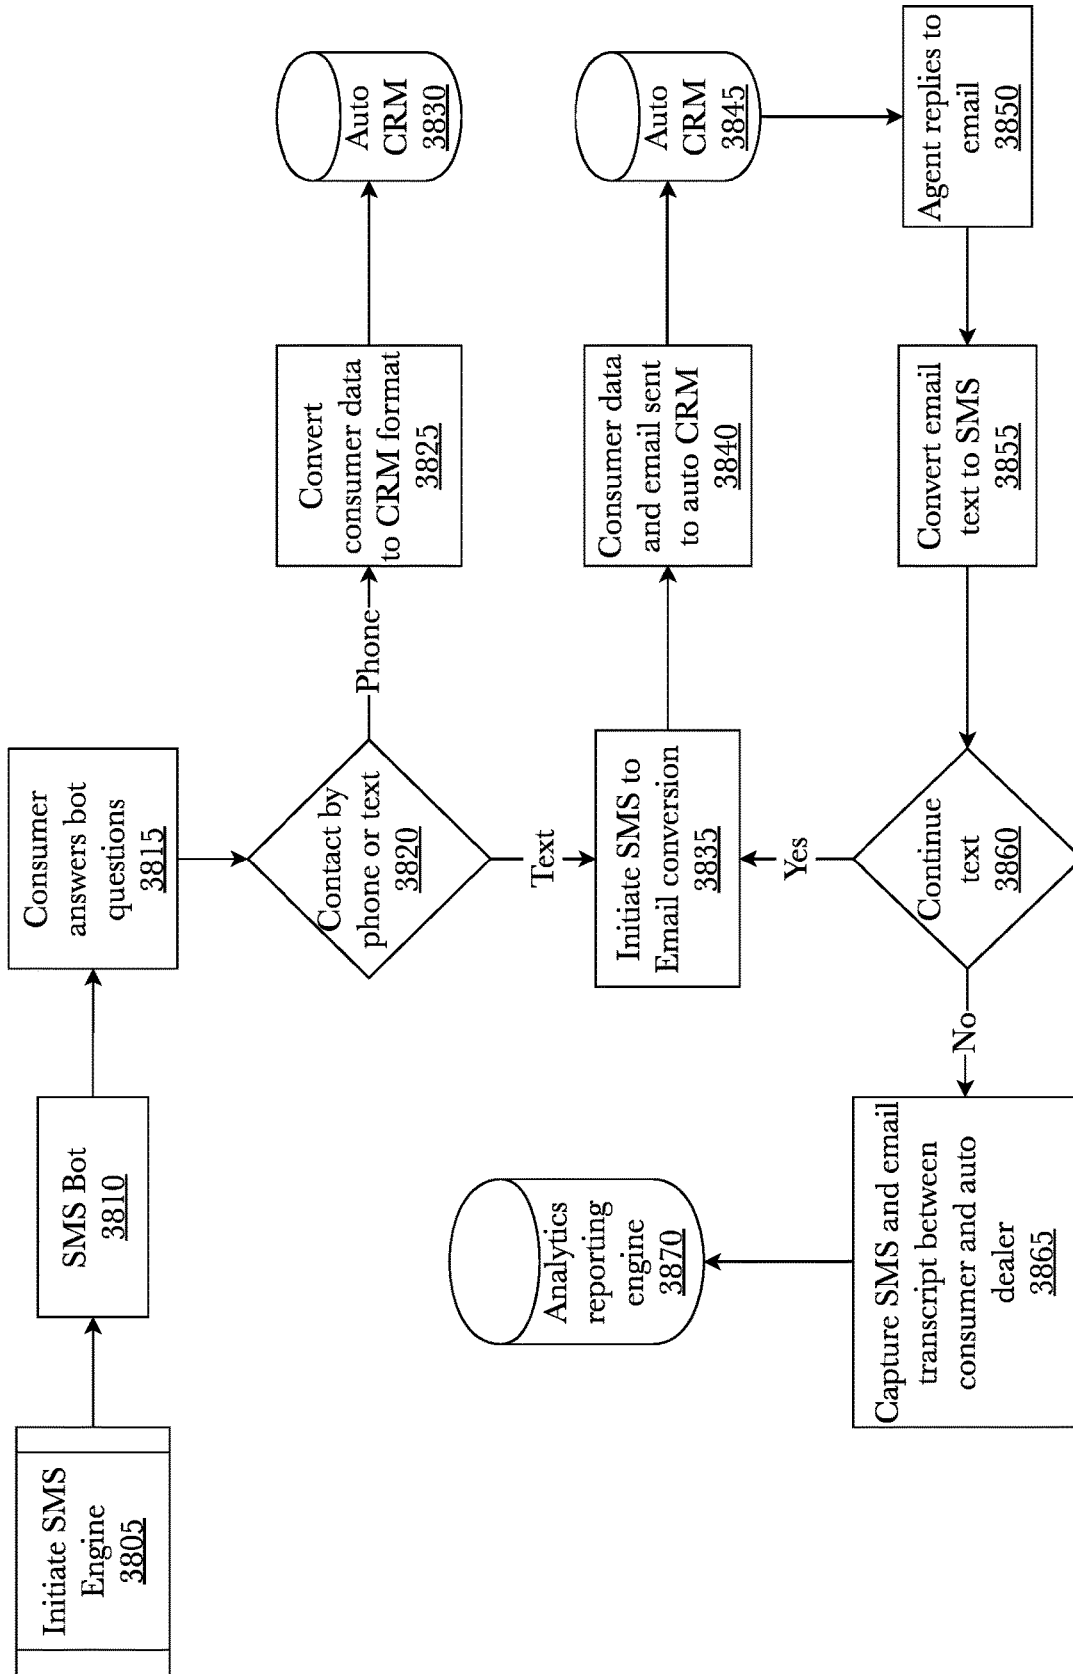 Initiate SMS
Engine
3805
SMS Bot
3810
Consumer
answers bot
questions
3815
Contact by
phone or text
3820
Phone
Convert
consumer data
to CRM format
3825
Auto
CRM
3830
Text
Initiate SMS to
Email conversion
3835
Consumer data
and email sent
to auto CRM
3840
Auto
CRM
3845
Agent replies to
email
3850
Convert email
text to SMS
3855
Continue
text
3860
Yes
No
Capture SMS and email
transcript between
consumer and auto
dealer
3865
Analytics
reporting
engine
3870